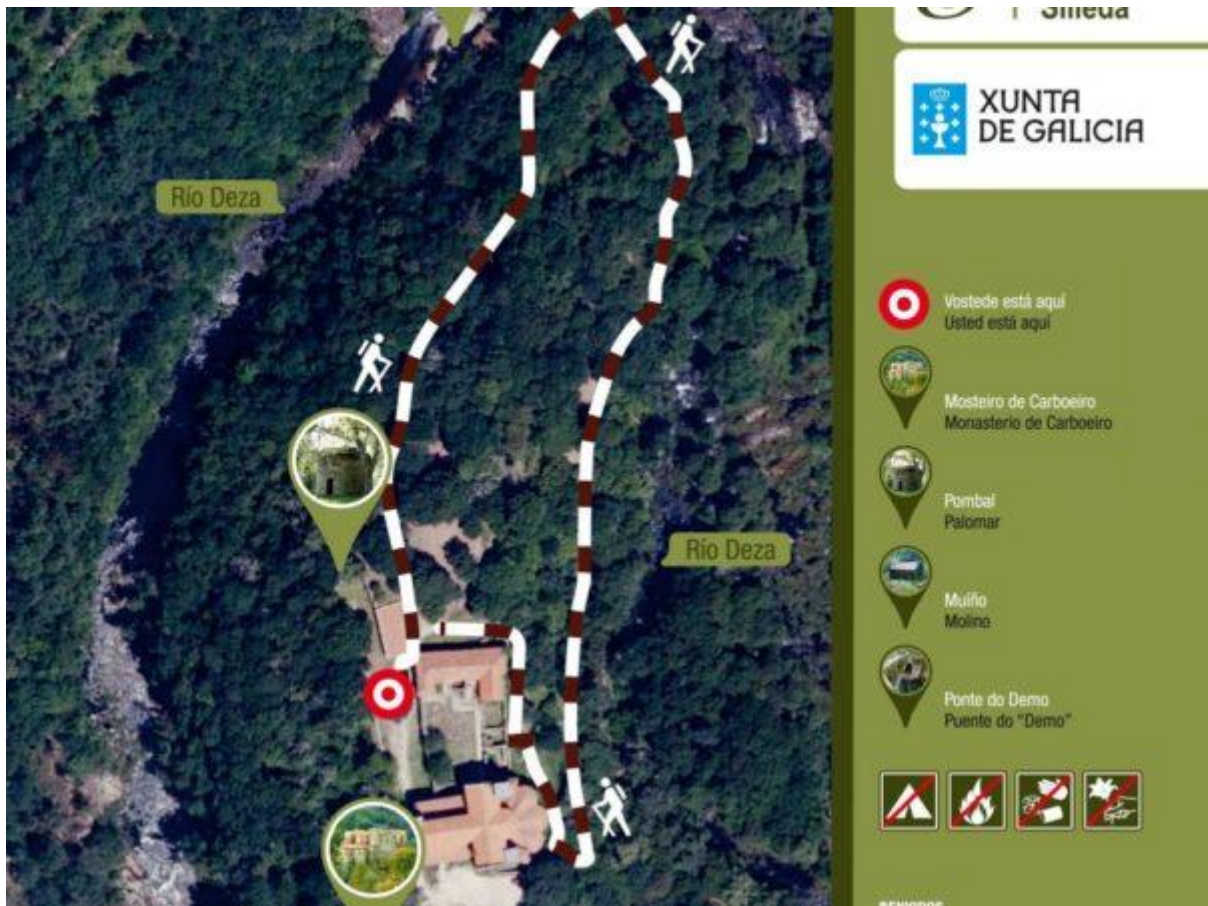 Silleda
XUNTA
DE GALICIA
Río Deza
Río Deza
Vostede está aquí
Usted está aquí
Mosteiro de Carboeiro
Monasterio de Carboeiro
Pombal
Palomar
Muíño
Molino
Ponte do Demo
Puente do "Demo"